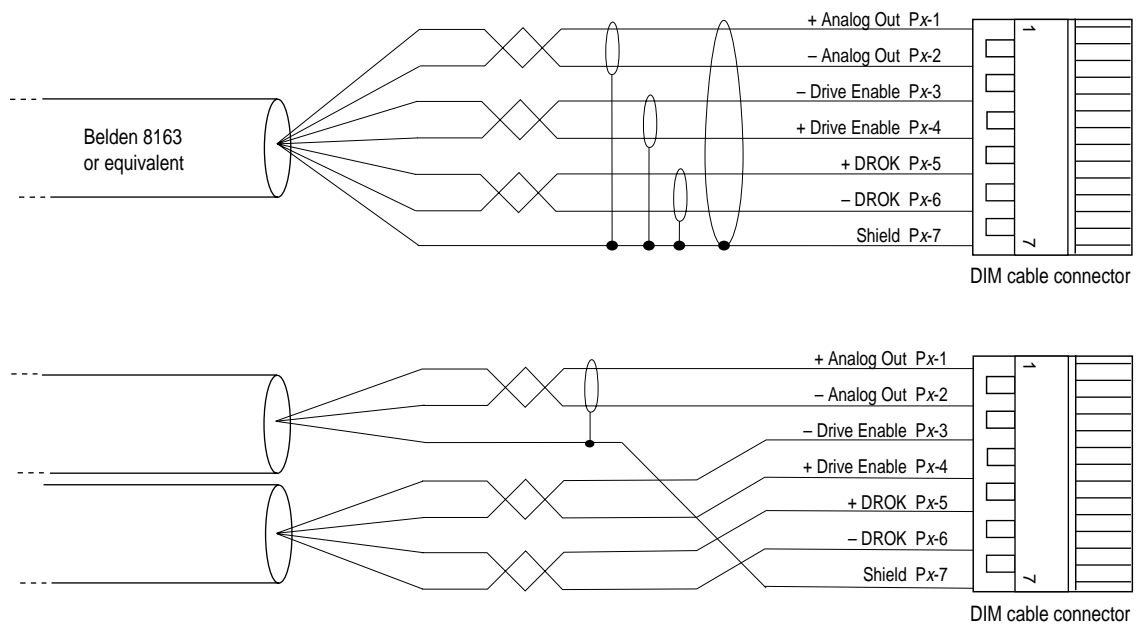 + Analog Out Px-1
1
– Analog Out Px-2
– Drive Enable Px-3
Belden 8163
or equivalent
+ Drive Enable Px-4
+ DROK Px-5
– DROK Px-6
Shield Px-7
7
DIM cable connector
+ Analog Out Px-1
1
– Analog Out Px-2
– Drive Enable Px-3
+ Drive Enable Px-4
+ DROK Px-5
– DROK Px-6
Shield Px-7
7
DIM cable connector